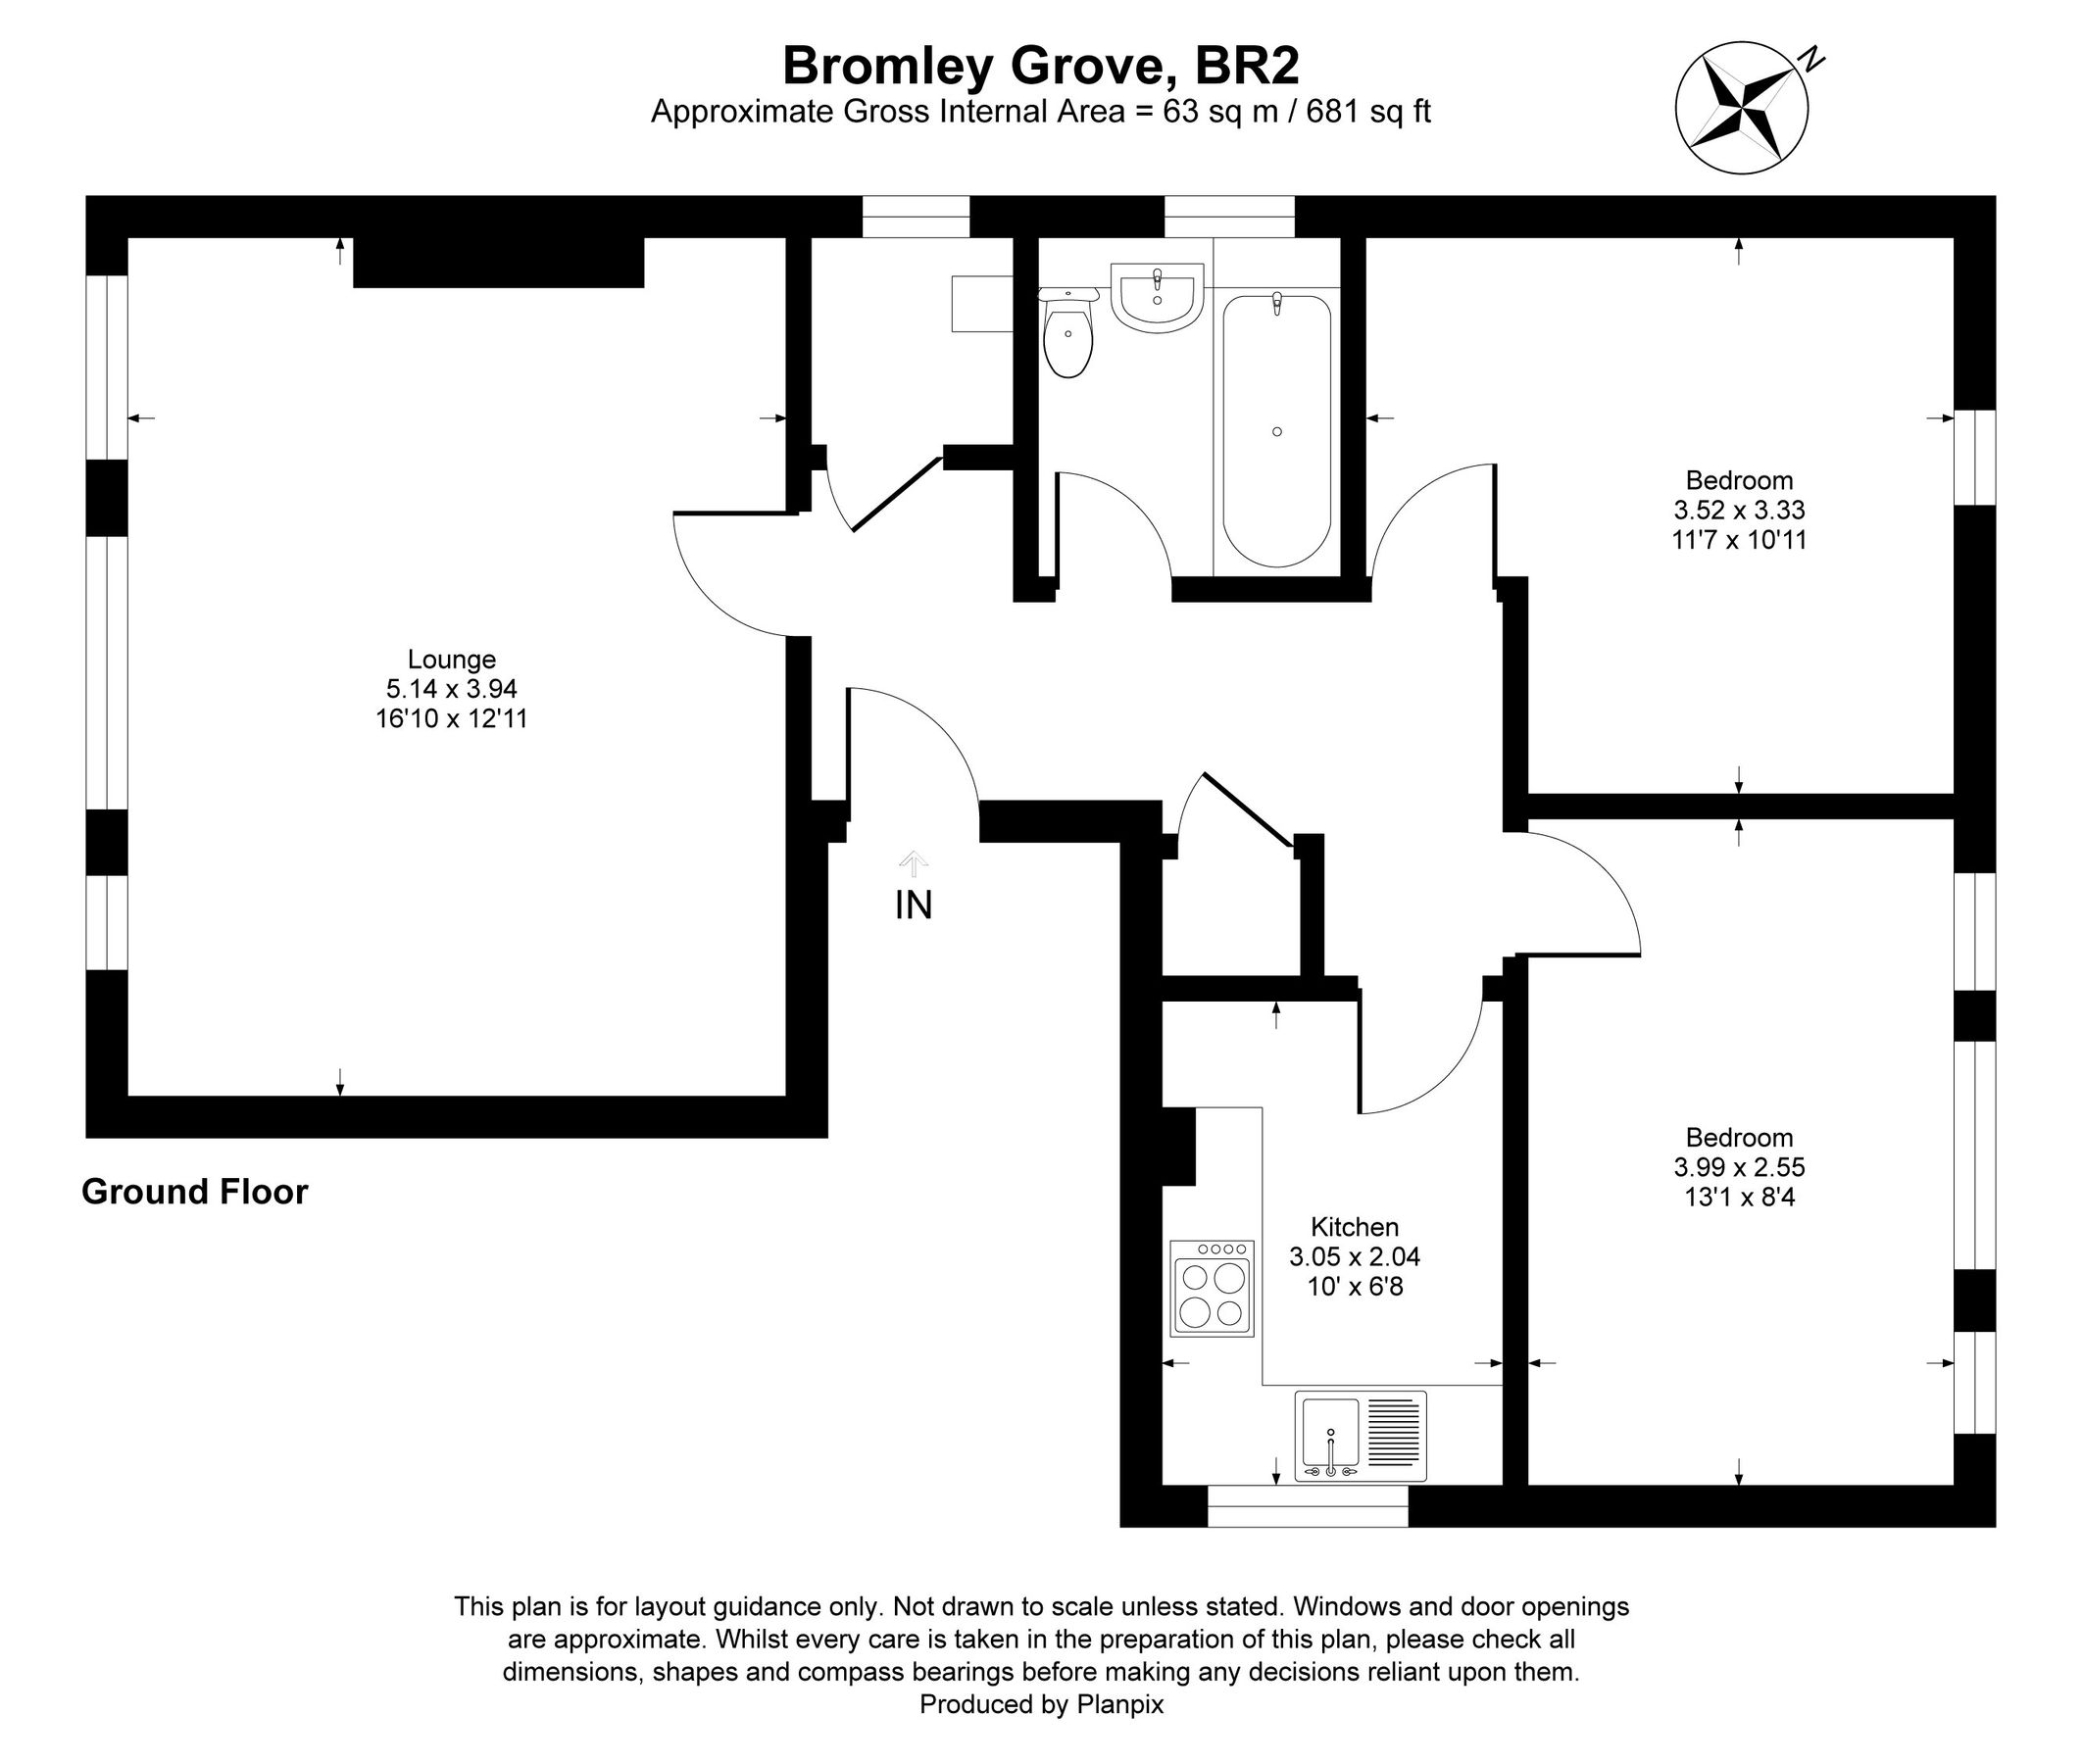 Bromley Grove, BR2
Approximate Gross Internal Area = 63 sq m / 681 sq ft
N
Bedroom
3.52 x 3.33
11'7 x 10'11
Lounge
5.14 x 3.94
16'10 x 12'11
IN
Bedroom
3.99 x 2.55
13'1 x 8'4
Ground Floor
Kitchen
3.05 x 2.04
10' x 6'8
This plan is for layout guidance only. Not drawn to scale unless stated. Windows and door openings
are approximate. Whilst every care is taken in the preparation of this plan, please check all
dimensions, shapes and compass bearings before making any decisions reliant upon them.
Produced by Planpix